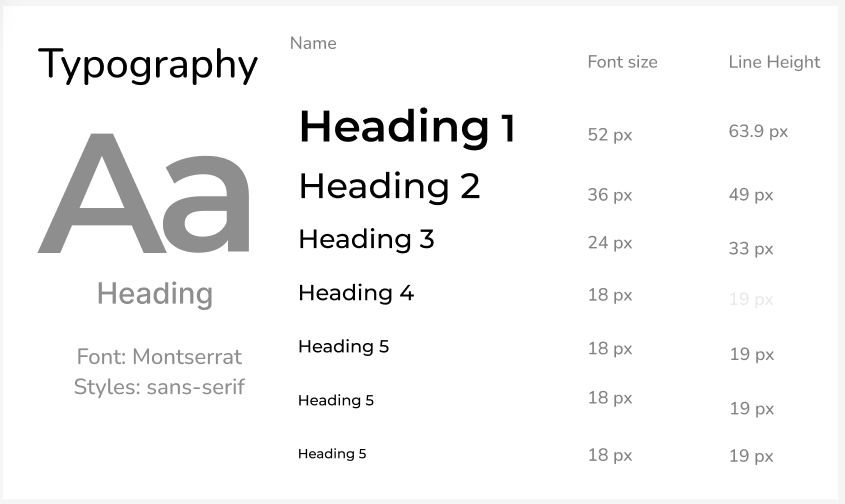 Typography
Aa
Heading
Font: Montserrat
Styles: sans-serif
Name Font size Line Height
Heading 1 52 px 63.9 px
Heading 2 36 px 49 px
Heading 3 24 px 33 px
Heading 4 18 px 19 px
Heading 5 18 px 19 px
Heading 5 18 px 19 px
Heading 5 18 px 19 px